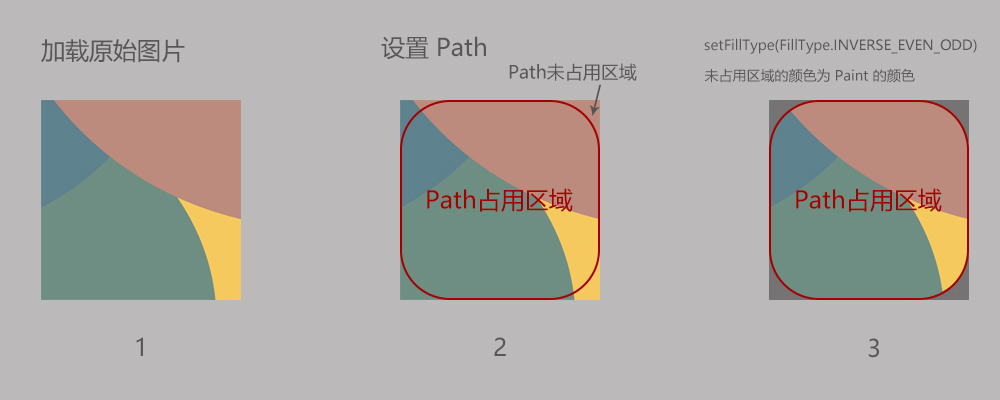 加载原始图片
1
设置 Path
Path未占用区域
Path占用区域
2
setFillType(FillType.INVERSE_EVEN_ODD)
未占用区域的颜色为 Paint 的颜色
Path占用区域
3